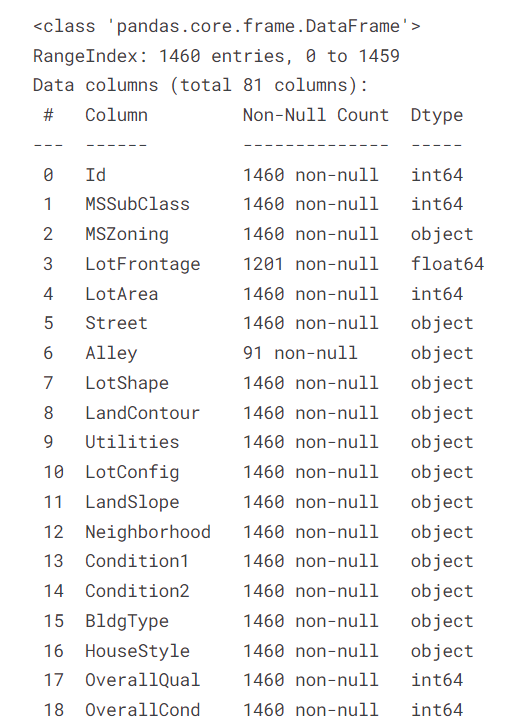 <class 'pandas.core.frame.DataFrame'>
RangeIndex: 1460 entries, 0 to 1459
Data columns (total 81 columns):
 #   Column         Non-Null Count  Dtype
---  ------         --------------  -----
 0   Id             1460 non-null   int64
 1   MSSubClass     1460 non-null   int64
 2   MSZoning       1460 non-null   object
 3   LotFrontage    1201 non-null   float64
 4   LotArea        1460 non-null   int64
 5   Street         1460 non-null   object
 6   Alley          91 non-null     object
 7   LotShape       1460 non-null   object
 8   LandContour    1460 non-null   object
 9   Utilities      1460 non-null   object
 10  LotConfig      1460 non-null   object
 11  LandSlope      1460 non-null   object
 12  Neighborhood   1460 non-null   object
 13  Condition1     1460 non-null   object
 14  Condition2     1460 non-null   object
 15  BldgType       1460 non-null   object
 16  HouseStyle     1460 non-null   object
 17  OverallQual    1460 non-null   int64
 18  OverallCond    1460 non-null   int64